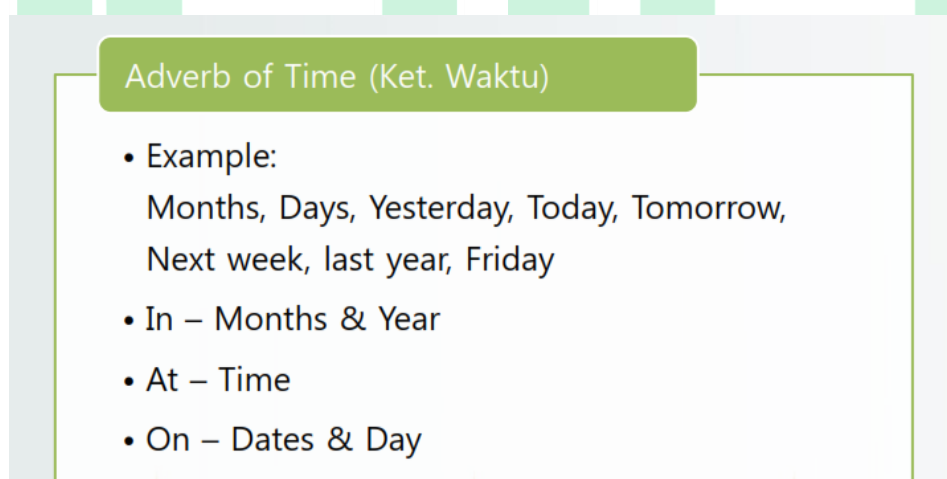 Adverb of Time (Ket. Waktu)
• Example:
Months, Days, Yesterday, Today, Tomorrow,
Next week, last year, Friday
• In – Months & Year
• At – Time
• On – Dates & Day